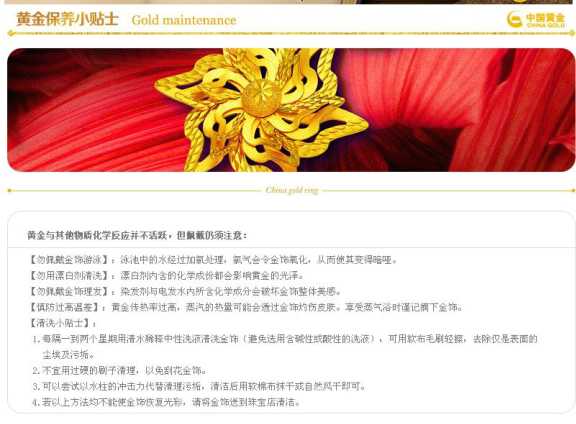 黄金保养小贴士 Gold maintenance
中国黄金
CHINA GOLD
China gold ring
黄金与其他物质化学反应并不活跃，但佩戴仍须注意：
【勿佩戴金饰游泳】：泳池中的水经过加氯处理，氯气会令金饰氧化，从而使其变得暗哑。
【勿用漂白剂清洗】：漂白剂内含的化学成份都会影响黄金的光泽。
【勿佩戴金饰理发】：染发剂与电发水内所含化学成分会破坏金饰整体美感。
【慎防过高温差】：黄金传热率过高，蒸汽的热量可能会透过金饰灼伤皮肤。享受蒸气浴时谨记摘下金饰。
【清洗小贴士】：
1.每隔一到两个星期用清水稀释中性洗液清洗金饰（避免选用含碱性或酸性的洗液），可用软布毛刷轻擦，去除仅是表面的
尘埃及污垢。
2.不宜用过硬的刷子清理，以免刮花金饰。
3.可以尝试以水柱的冲击力代替清理污垢，清洁后用软棉布抹干或自然风干即可。
4.若以上方法均不能使金饰恢复光彩，请将金饰送到珠宝店清洁。